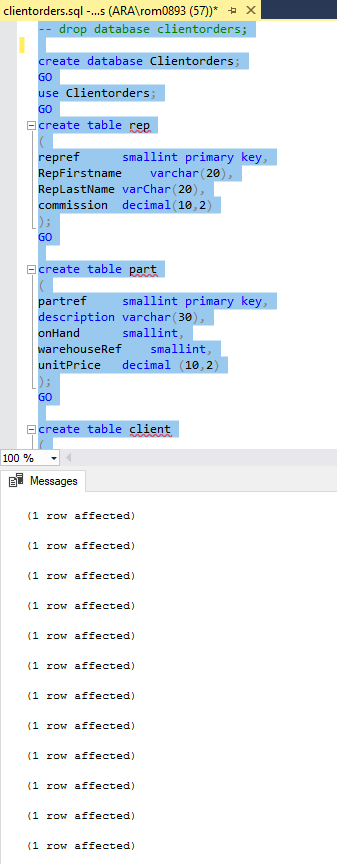 clientorders.sql -...s (ARA\rom0893 (57))*
-- drop database clientorders;
create database Clientorders;
GO
use Clientorders;
GO
create table rep
(
repref smallint primary key,
RepFirstname varchar(20),
RepLastName varChar(20),
commission decimal(10,2)
);
GO
create table part
(
partref smallint primary key,
description varchar(30),
onHand smallint,
warehouseRef smallint,
unitPrice decimal (10,2)
);
GO
create table client
(
100 %
Messages
(1 row affected)
(1 row affected)
(1 row affected)
(1 row affected)
(1 row affected)
(1 row affected)
(1 row affected)
(1 row affected)
(1 row affected)
(1 row affected)
(1 row affected)
(1 row affected)